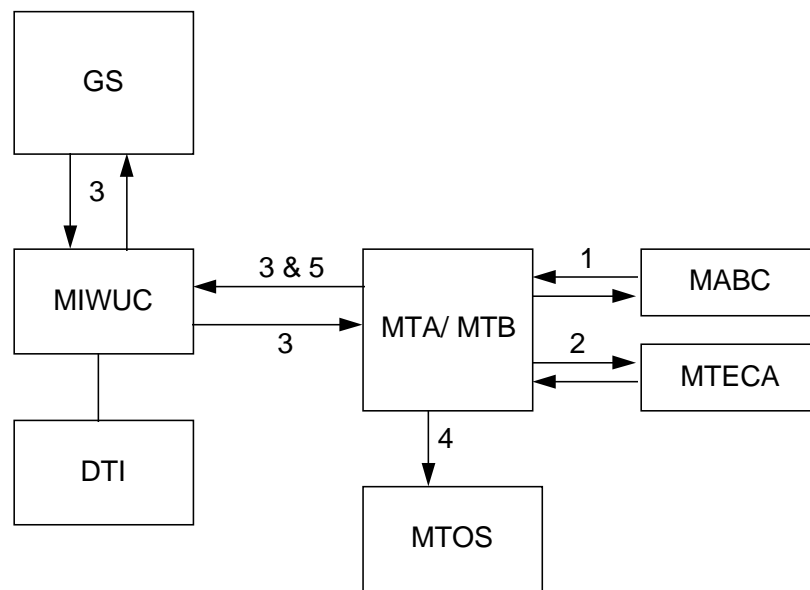 GS
3
MIWUC
3 & 5
3
MTA/ MTB
1
MABC
2
MTECA
DTI
4
MTOS